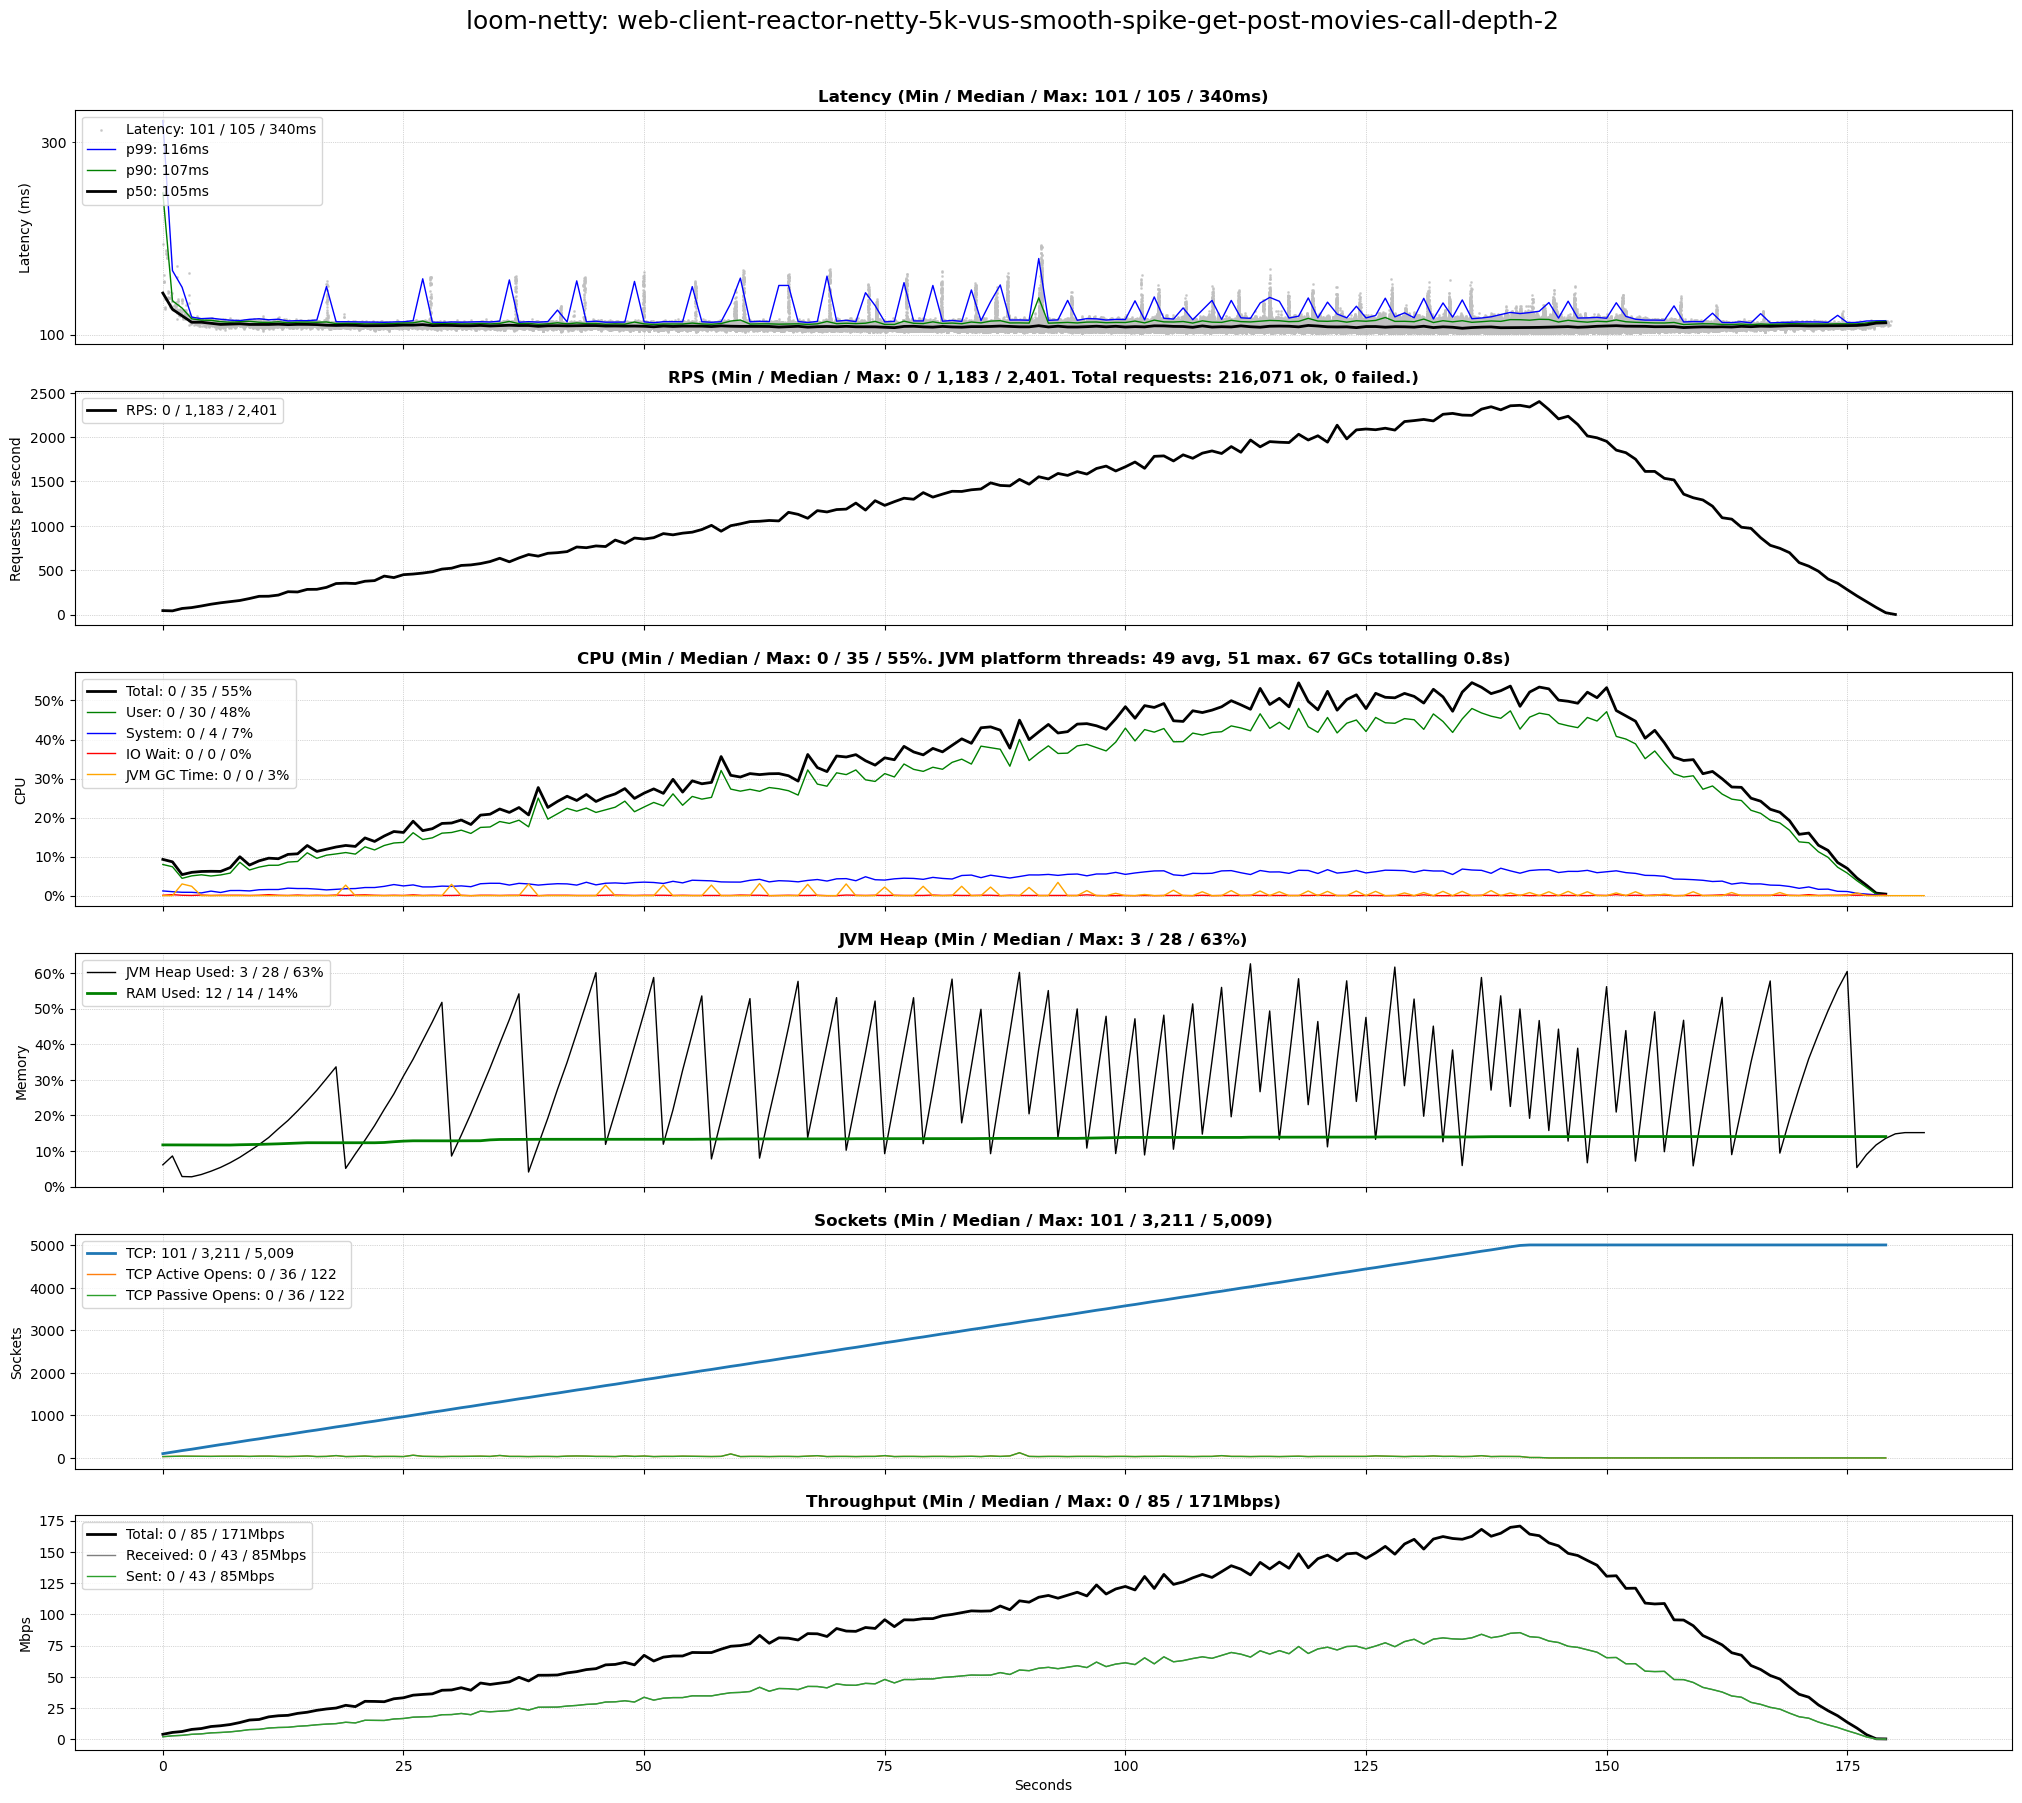 loom-netty: web-client-reactor-netty-5k-vus-smooth-spike-get-post-movies-call-depth-2
Latency (Min / Median / Max: 101 / 105 / 340ms)
Latency: 101 / 105 / 340ms
p99: 116ms
p90: 107ms
p50: 105ms
300
100
Latency (ms)
RPS (Min / Median / Max: 0 / 1,183 / 2,401. Total requests: 216,071 ok, 0 failed.)
RPS: 0 / 1,183 / 2,401
2500
2000
1500
1000
500
0
Requests per second
CPU (Min / Median / Max: 0 / 35 / 55%. JVM platform threads: 49 avg, 51 max. 67 GCs totalling 0.8s)
Total: 0 / 35 / 55%
User: 0 / 30 / 48%
System: 0 / 4 / 7%
IO Wait: 0 / 0 / 0%
JVM GC Time: 0 / 0 / 3%
50%
40%
30%
20%
10%
0%
CPU
JVM Heap (Min / Median / Max: 3 / 28 / 63%)
JVM Heap Used: 3 / 28 / 63%
RAM Used: 12 / 14 / 14%
60%
50%
40%
30%
20%
10%
0%
Memory
Sockets (Min / Median / Max: 101 / 3,211 / 5,009)
TCP: 101 / 3,211 / 5,009
TCP Active Opens: 0 / 36 / 122
TCP Passive Opens: 0 / 36 / 122
5000
4000
3000
2000
1000
0
Sockets
Throughput (Min / Median / Max: 0 / 85 / 171Mbps)
Total: 0 / 85 / 171Mbps
Received: 0 / 43 / 85Mbps
Sent: 0 / 43 / 85Mbps
175
150
125
100
75
50
25
0
Mbps
0 25 50 75 100 125 150 175
Seconds